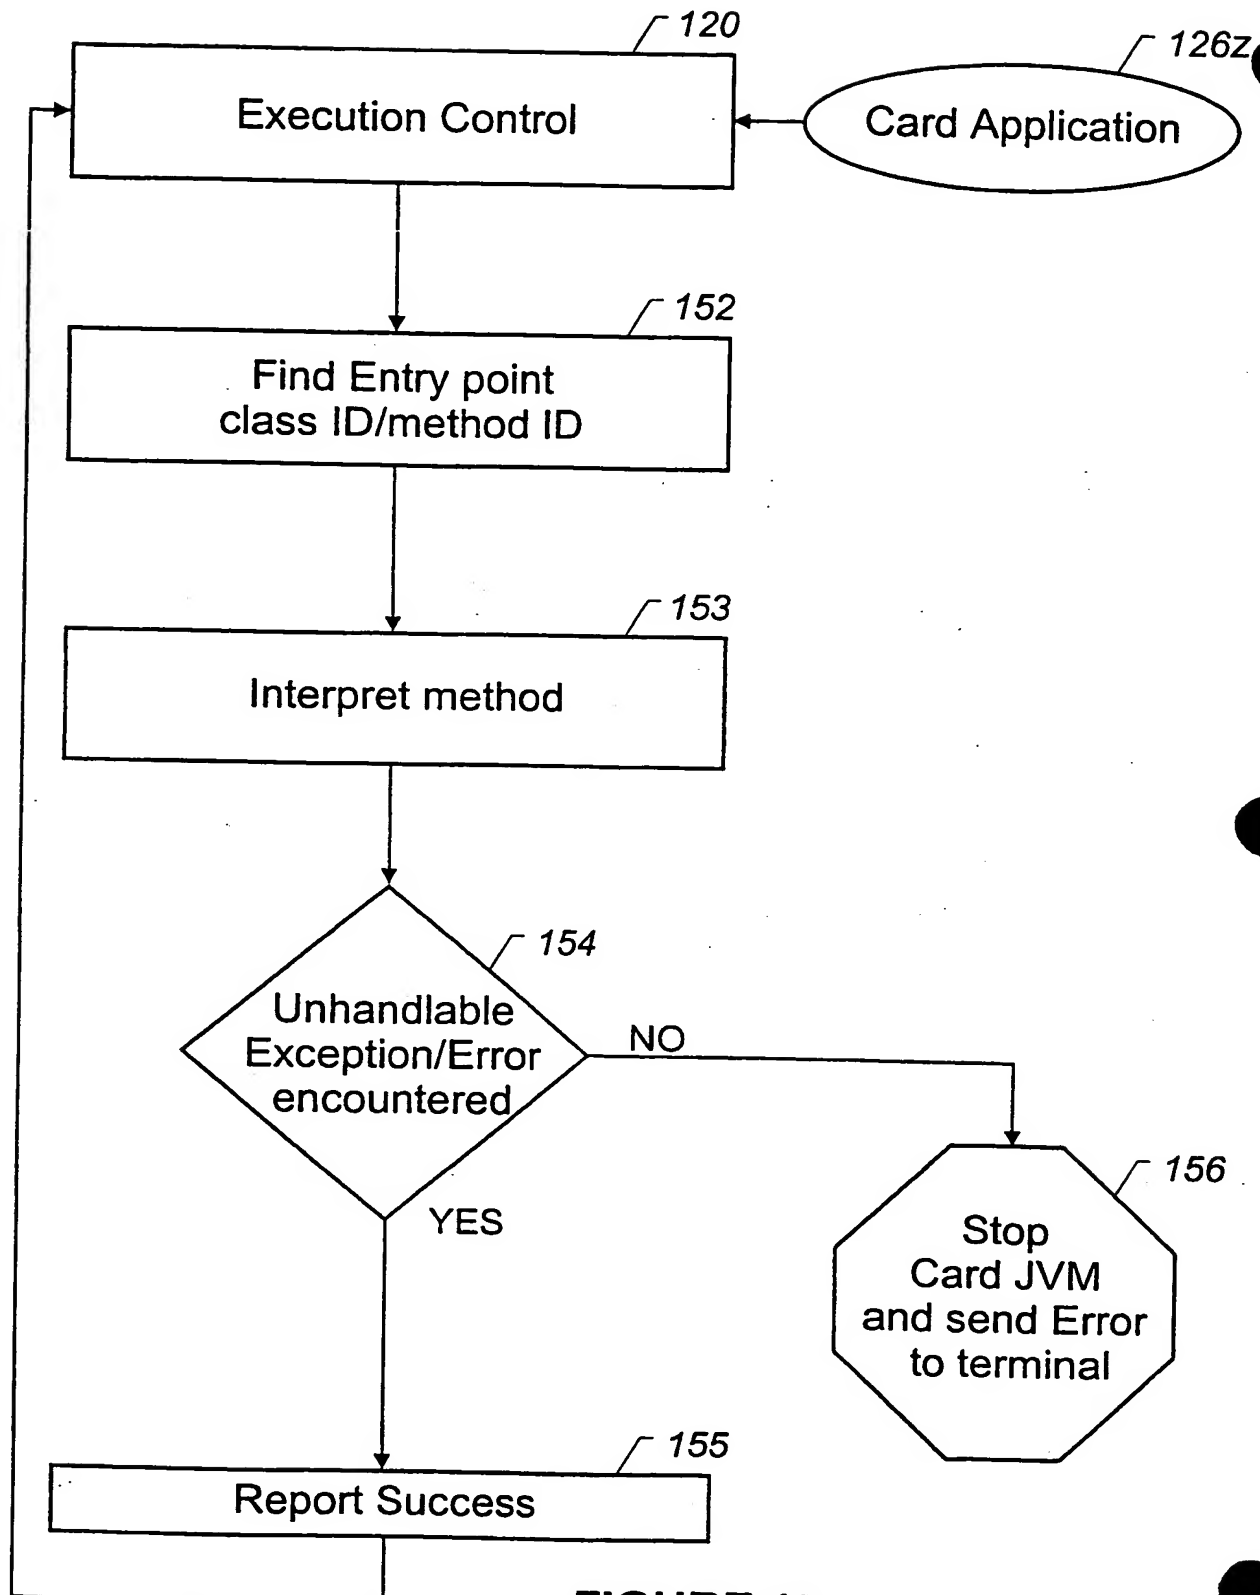 120
126z
Execution Control
Card Application
152
Find Entry point
class ID/method ID
153
Interpret method
154
Unhandlable
Exception/Error
encountered
NO
YES
156
Stop
Card JVM
and send Error
to terminal
155
Report Success
FIGURE